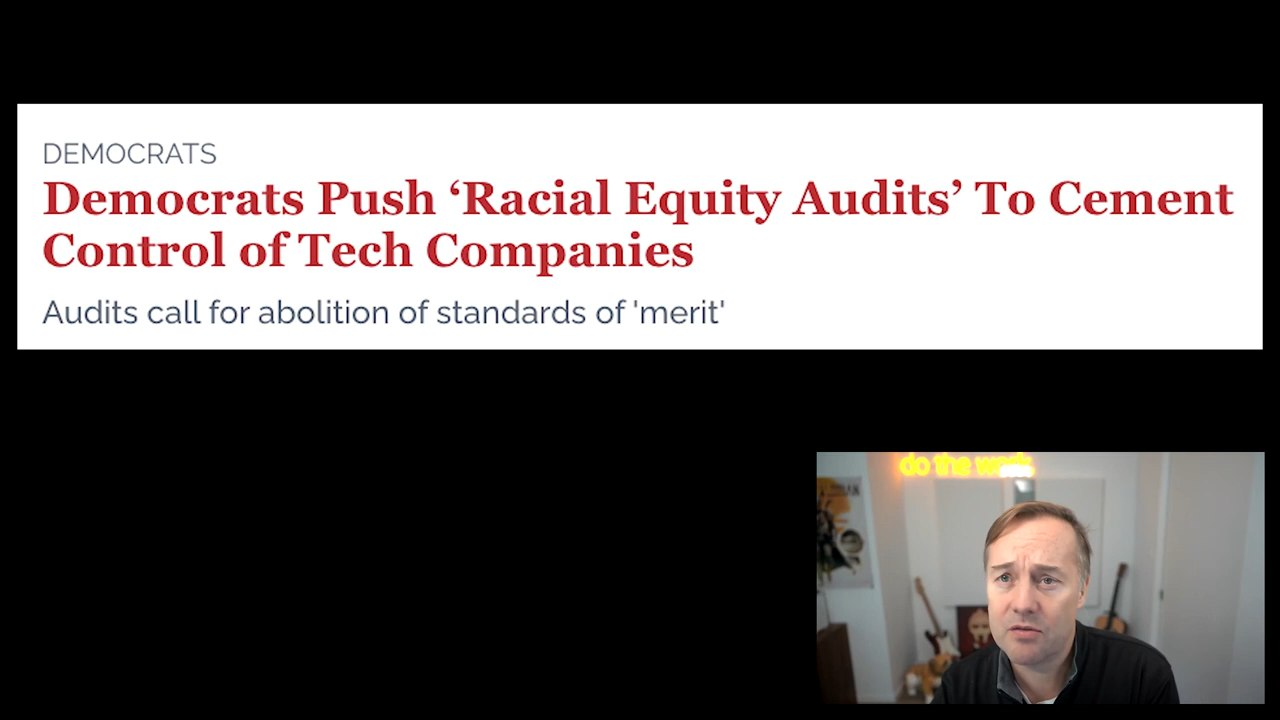 DEMOCRATS
Democrats Push ‘Racial Equity Audits’ To Cement
Control of Tech Companies
Audits call for abolition of standards of 'merit'
do the work